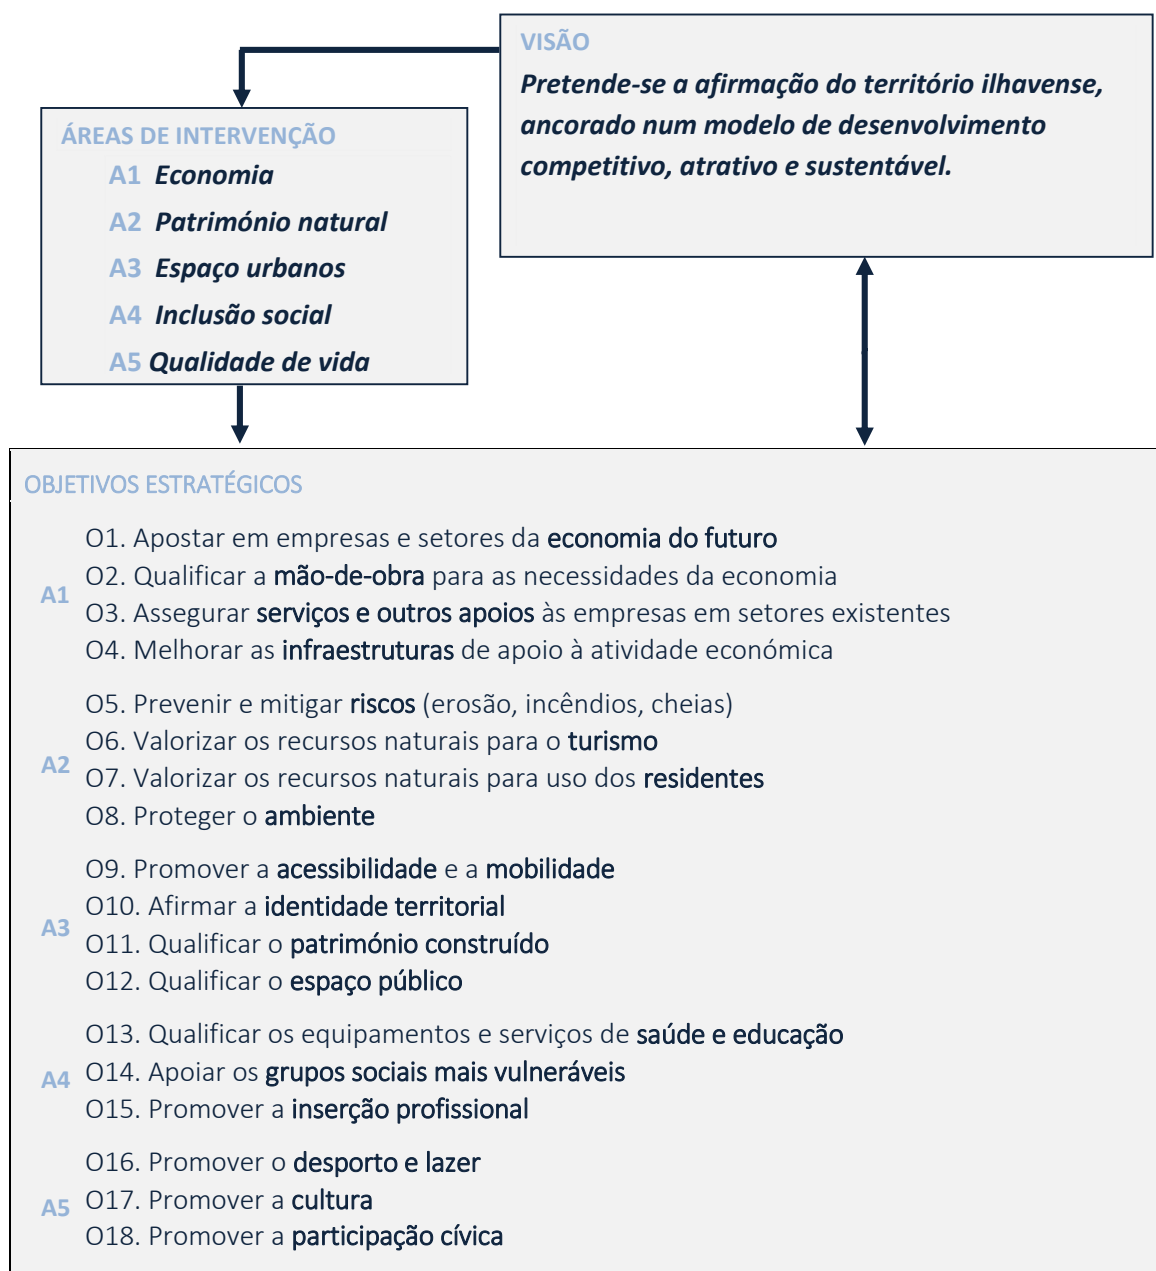 VISÃO
Pretende-se a afirmação do território ilhavense,
ancorado num modelo de desenvolvimento
competitivo, atrativo e sustentável.
ÁREAS DE INTERVENÇÃO
A1 Economia
A2 Património natural
A3 Espaço urbanos
A4 Inclusão social
A5 Qualidade de vida
OBJETIVOS ESTRATÉGICOS
A1
O1. Apostar em empresas e setores da economia do futuro
O2. Qualificar a mão-de-obra para as necessidades da economia
O3. Assegurar serviços e outros apoios às empresas em setores existentes
O4. Melhorar as infraestruturas de apoio à atividade económica
A2
O5. Prevenir e mitigar riscos (erosão, incêndios, cheias)
O6. Valorizar os recursos naturais para o turismo
O7. Valorizar os recursos naturais para uso dos residentes
O8. Proteger o ambiente
A3
O9. Promover a acessibilidade e a mobilidade
O10. Afirmar a identidade territorial
O11. Qualificar o património construído
O12. Qualificar o espaço público
A4
O13. Qualificar os equipamentos e serviços de saúde e educação
O14. Apoiar os grupos sociais mais vulneráveis
O15. Promover a inserção profissional
A5
O16. Promover o desporto e lazer
O17. Promover a cultura
O18. Promover a participação cívica